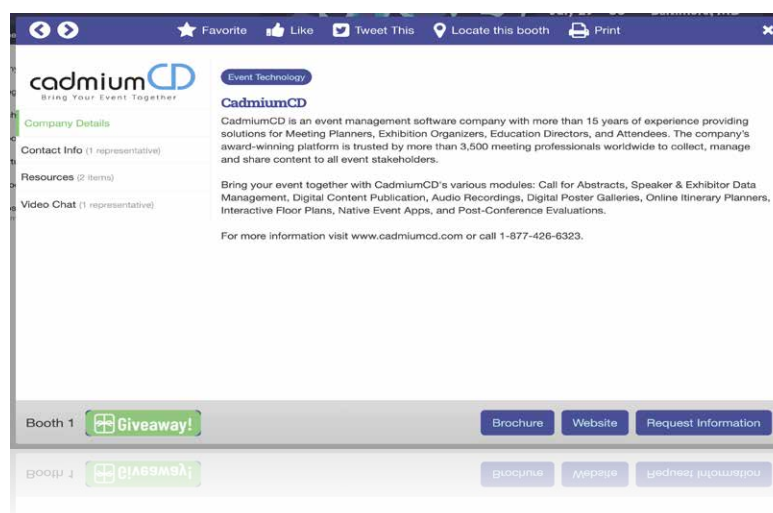 Favorite Like Tweet This Locate this booth Print
cadmiumCD
Bring Your Event Together
Company Details
Contact Info (1 representative)
Resources (2 items)
Video Chat (1 representative)
Event Technology
CadmiumCD
CadmiumCD is an event management software company with more than 15 years of experience providing
solutions for Meeting Planners, Exhibition Organizers, Education Directors, and Attendees. The company's
award-winning platform is trusted by more than 3,500 meeting professionals worldwide to collect, manage
and share content to all event stakeholders.
Bring your event together with CadmiumCD's various modules: Call for Abstracts, Speaker & Exhibitor Data
Management, Digital Content Publication, Audio Recordings, Digital Poster Galleries, Online Itinerary Planners,
Interactive Floor Plans, Native Event Apps, and Post-Conference Evaluations.
For more information visit www.cadmiumcd.com or call 1-877-426-6323.
Booth 1 Giveaway! Brochure Website Request Information